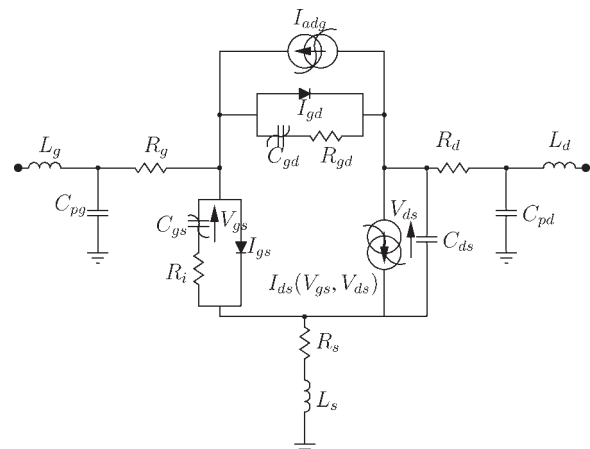 I_{adg}
I_{gd}
C_{gd}
R_{gd}
L_g
R_g
R_d
L_d
C_{pg}
C_{gs}
V_{gs}
I_{gs}
R_i
V_{ds}
C_{ds}
C_{pd}
I_{ds}(V_{gs}, V_{ds})
R_s
L_s